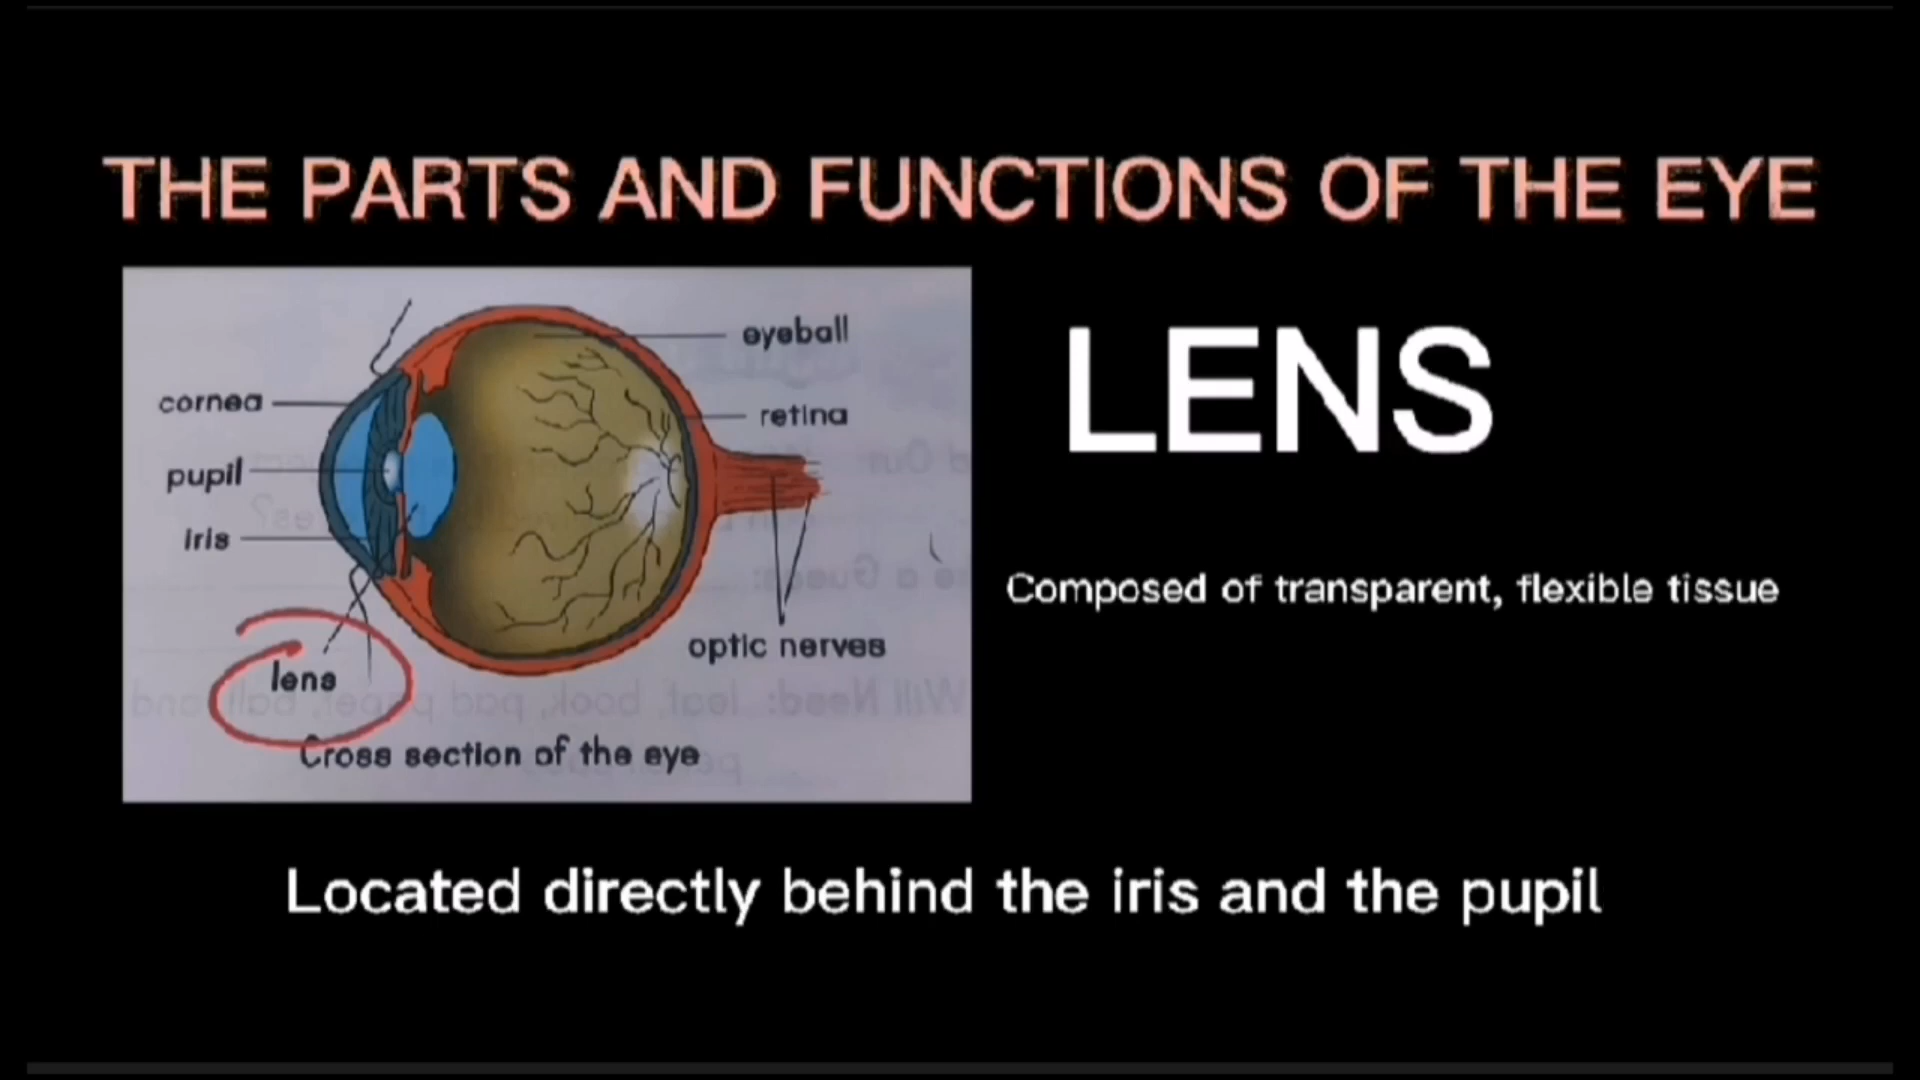 THE PARTS AND FUNCTIONS OF THE EYE
eyeball
cornea
retina
pupil
iris
optic nerves
lens
Cross section of the eye
LENS
Composed of transparent, flexible tissue
Located directly behind the iris and the pupil